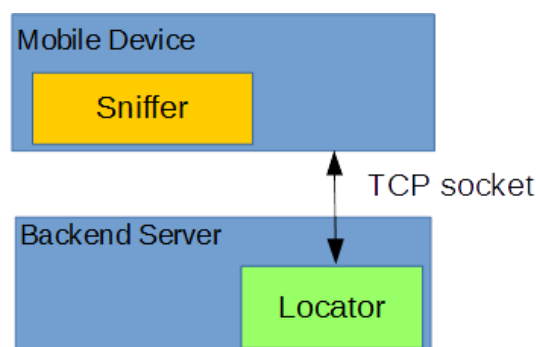 Mobile Device
Sniffer
TCP socket
Backend Server
Locator